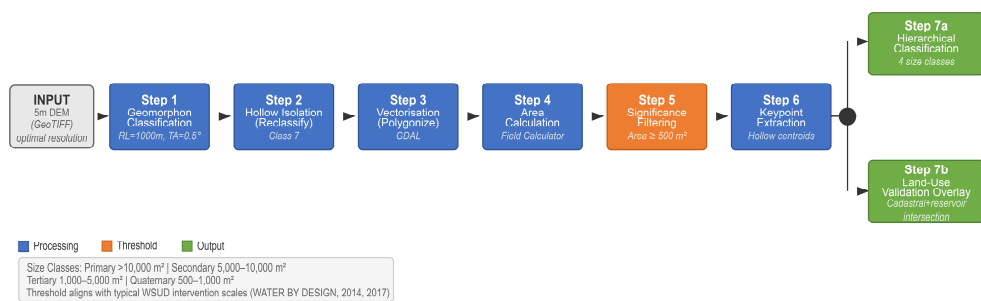 INPUT
5m DEM
(GeoTIFF)
optimal resolution
Step 1
Geomorphon
Classification
RL=1000m, TA=0.5°
Step 2
Hollow Isolation
(Reclassify)
Class 7
Step 3
Vectorisation
(Polygonize)
GDAL
Step 4
Area
Calculation
Field Calculator
Step 5
Significance
Filtering
Area ≥ 500 m²
Step 6
Keypoint
Extraction
Hollow centroids
Step 7a
Hierarchical
Classification
4 size classes
Step 7b
Land-Use
Validation Overlay
Cadastral+reservoir
intersection
Processing
Threshold
Output
Size Classes: Primary >10,000 m² | Secondary 5,000–10,000 m²
Tertiary 1,000–5,000 m² | Quaternary 500–1,000 m²
Threshold aligns with typical WSUD intervention scales (WATER BY DESIGN, 2014, 2017)